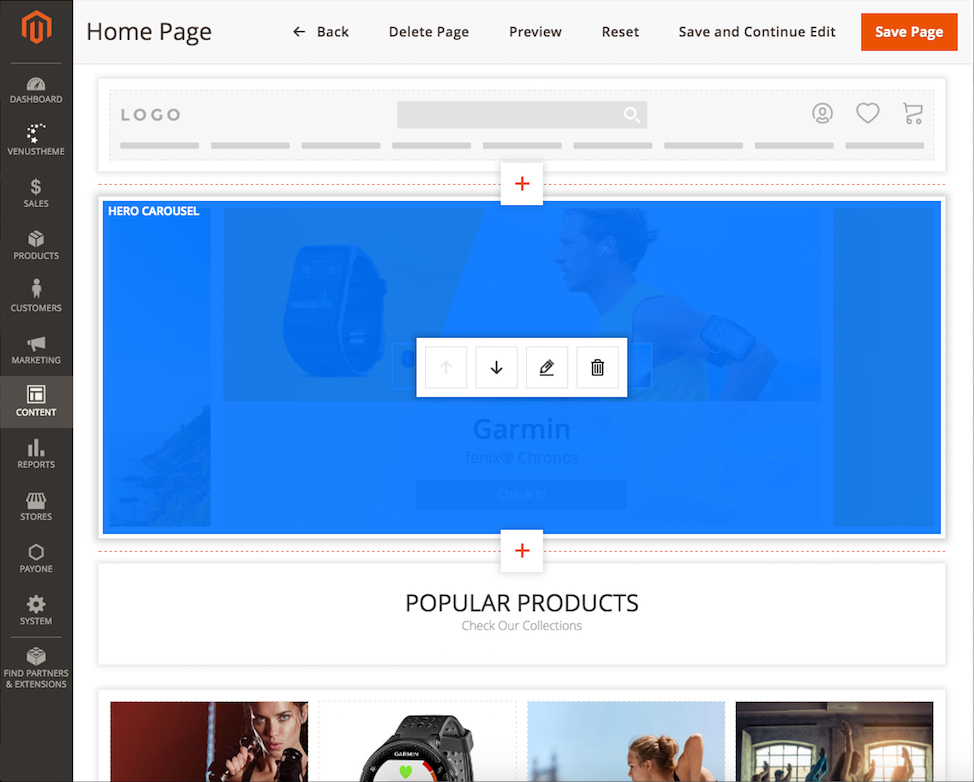 Home Page
Back
Delete Page
Preview
Reset
Save and Continue Edit
Save Page
DASHBOARD
VENUSTHEME
SALES
PRODUCTS
CUSTOMERS
MARKETING
CONTENT
REPORTS
STORES
PAYONE
SYSTEM
FIND PARTNERS
& EXTENSIONS
LOGO
HERO CAROUSEL
Garmin
fenix® Chronos
Check it!
POPULAR PRODUCTS
Check Our Collections
GARMIN